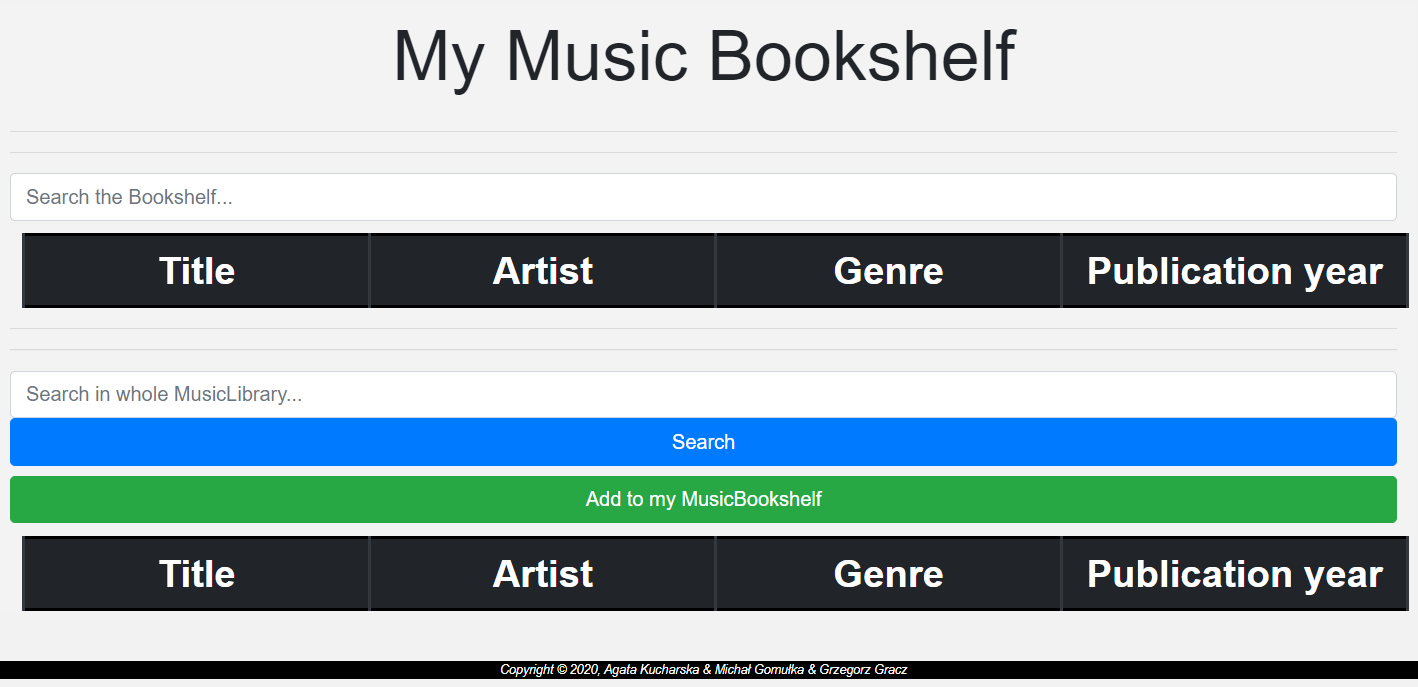 My Music Bookshelf
Search the Bookshelf...
Title Artist Genre Publication year
Search in whole MusicLibrary...
Search
Add to my MusicBookshelf
Title Artist Genre Publication year
Copyright © 2020, Agata Kucharska & Michał Gomułka & Grzegorz Gracz